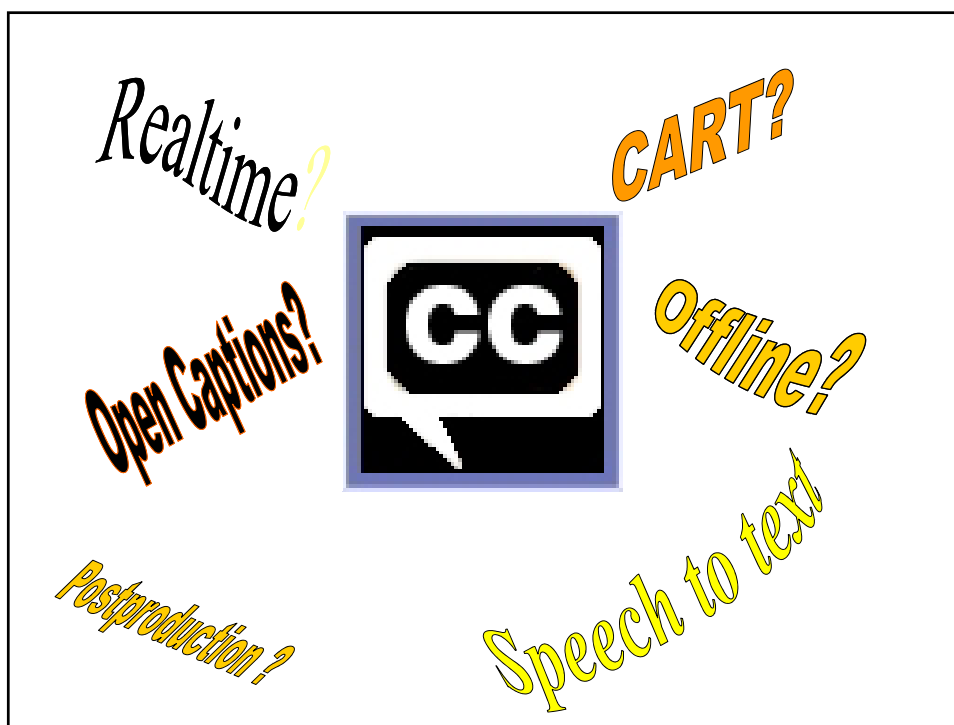 Realtime?
CART?
CC
Open Captions?
Offline?
Postproduction ?
Speech to text